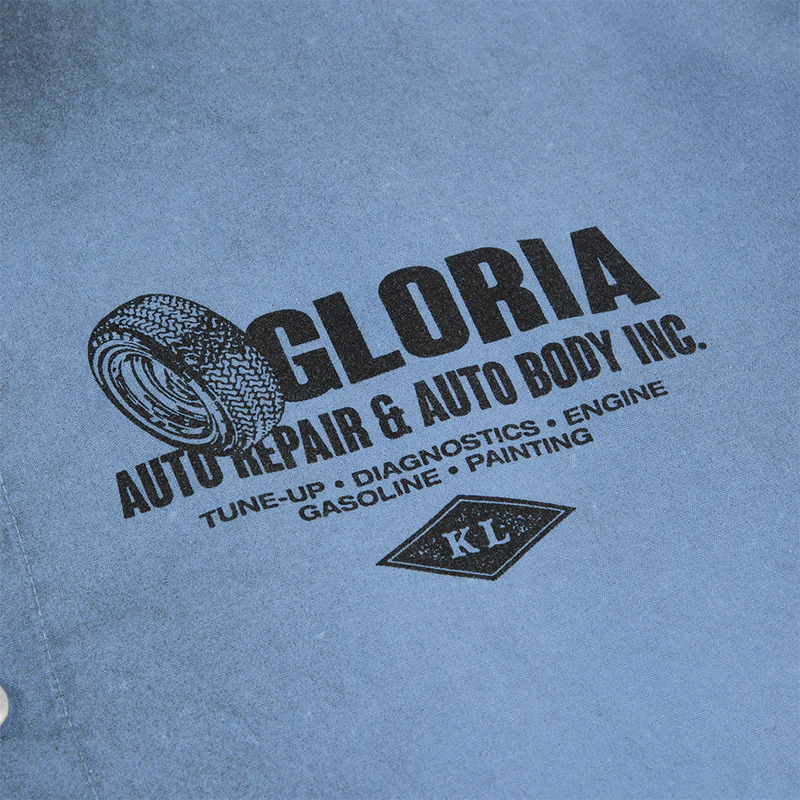 GLORIA
AUTO REPAIR & AUTO BODY INC.
TUNE-UP • DIAGNOSTICS • ENGINE
GASOLINE • PAINTING
KL